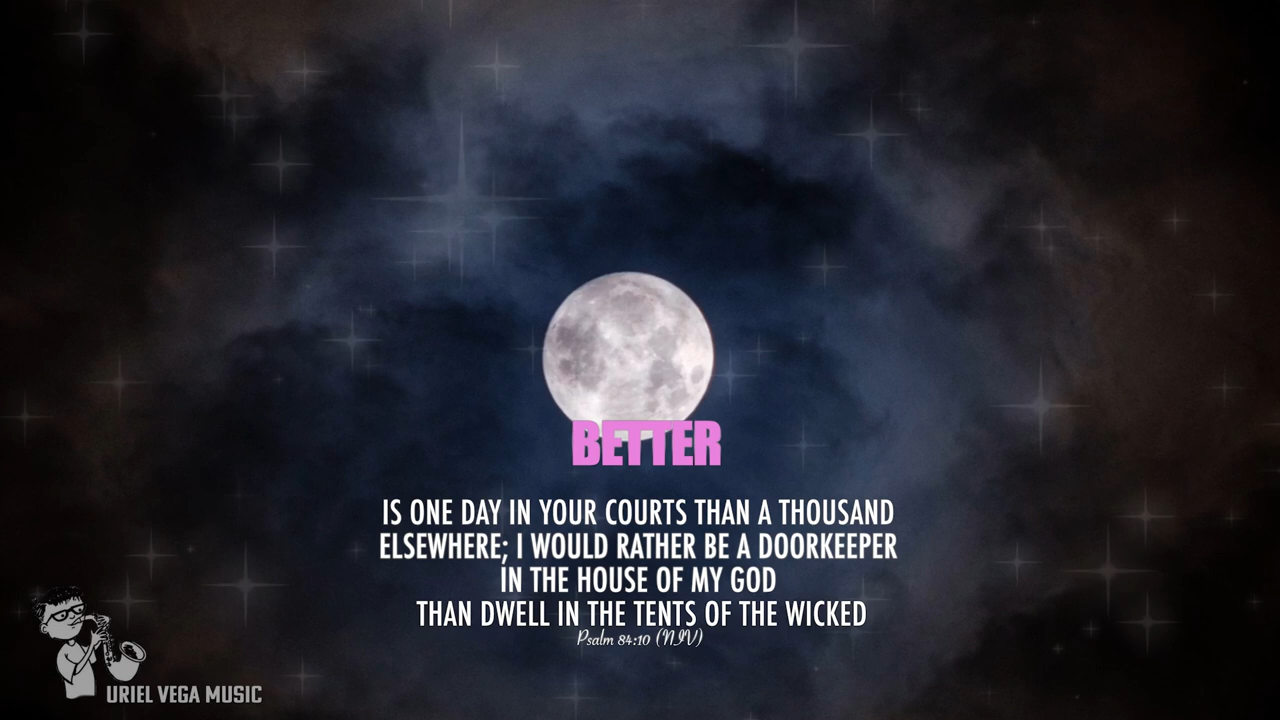 BETTER
IS ONE DAY IN YOUR COURTS THAN A THOUSAND
ELSEWHERE; I WOULD RATHER BE A DOORKEEPER
IN THE HOUSE OF MY GOD
THAN DWELL IN THE TENTS OF THE WICKED
Psalm 84:10 (NIV)
URIEL VEGA MUSIC